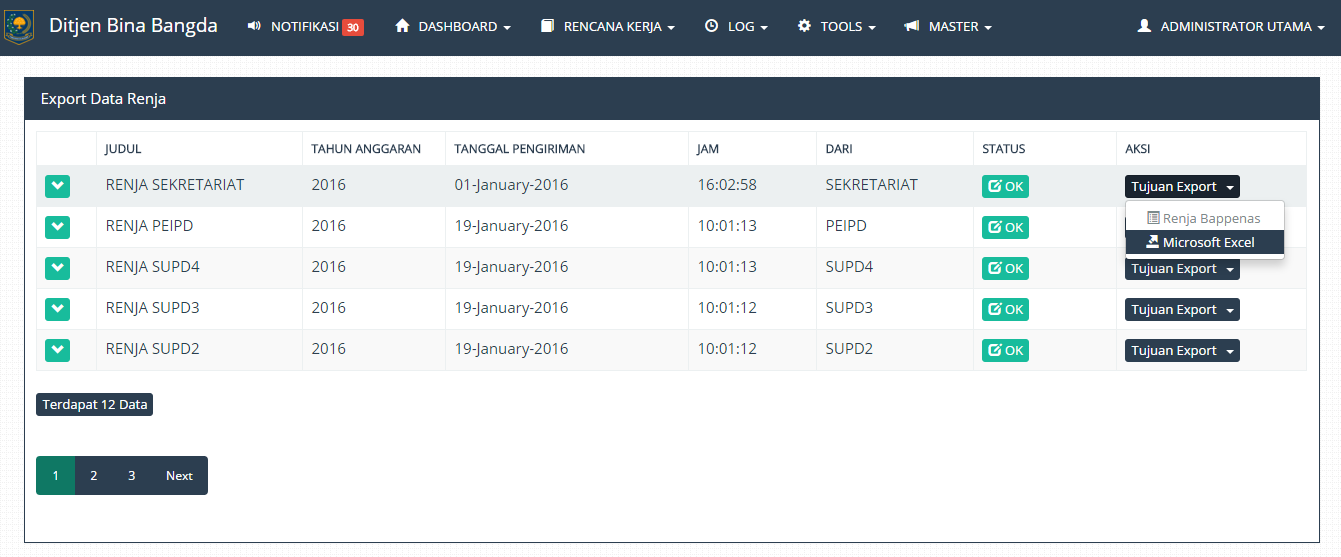 Ditjen Bina Bangda NOTIFIKASI 30 DASHBOARD RENCANA KERJA LOG TOOLS MASTER ADMINISTRATOR UTAMA
Export Data Renja
JUDUL TAHUN ANGGARAN TANGGAL PENGIRIMAN JAM DARI STATUS AKSI
RENJA SEKRETARIAT 2016 01-January-2016 16:02:58 SEKRETARIAT OK Tujuan Export
Renja Bappenas
Microsoft Excel
RENJA PEIPD 2016 19-January-2016 10:01:13 PEIPD OK
RENJA SUPD4 2016 19-January-2016 10:01:13 SUPD4 OK Tujuan Export
RENJA SUPD3 2016 19-January-2016 10:01:12 SUPD3 OK Tujuan Export
RENJA SUPD2 2016 19-January-2016 10:01:12 SUPD2 OK Tujuan Export
Terdapat 12 Data
1 2 3 Next